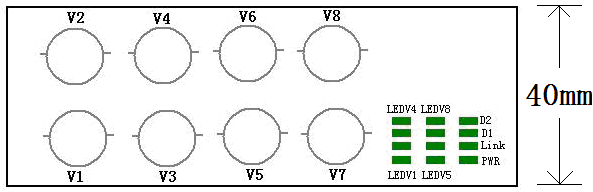 V2 V4 V6 V8
LEDV4 LEDV8
D2
D1
Link
PWR
LEDV1 LEDV5
V1 V3 V5 V7
40mm